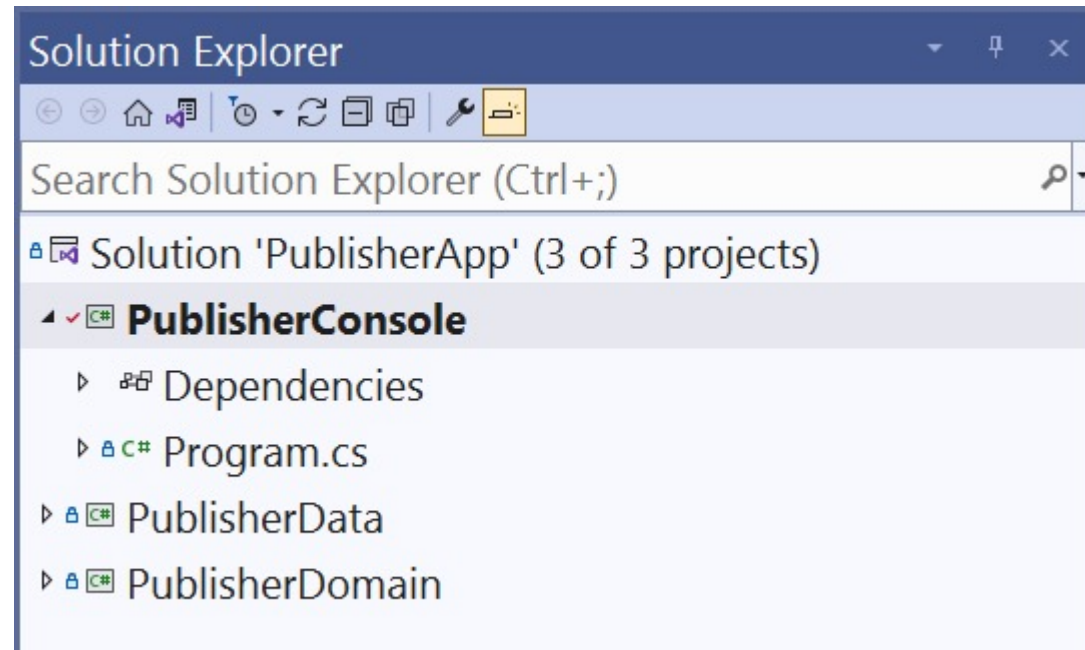 Solution Explorer
Search Solution Explorer (Ctrl+;)
Solution 'PublisherApp' (3 of 3 projects)
C# PublisherConsole
Dependencies
C# Program.cs
C# PublisherData
C# PublisherDomain